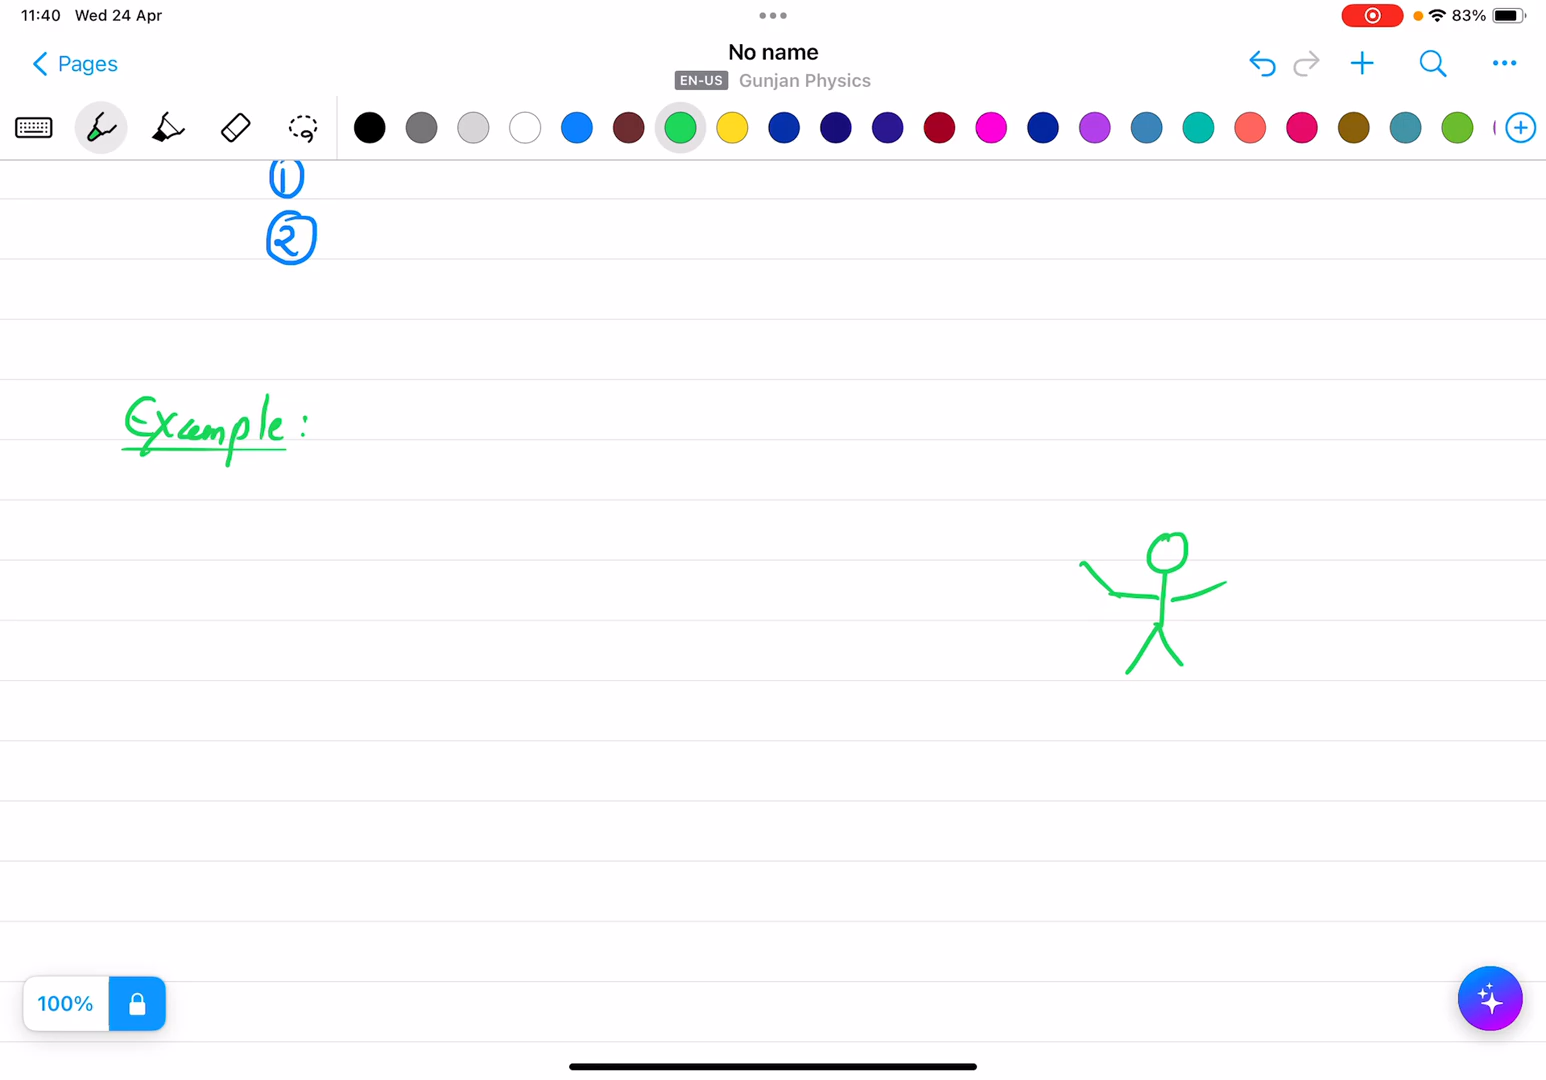 11:40 Wed 24 Apr
83%
Pages
No name
EN-US Gunjan Physics
1
2
Example:
100%